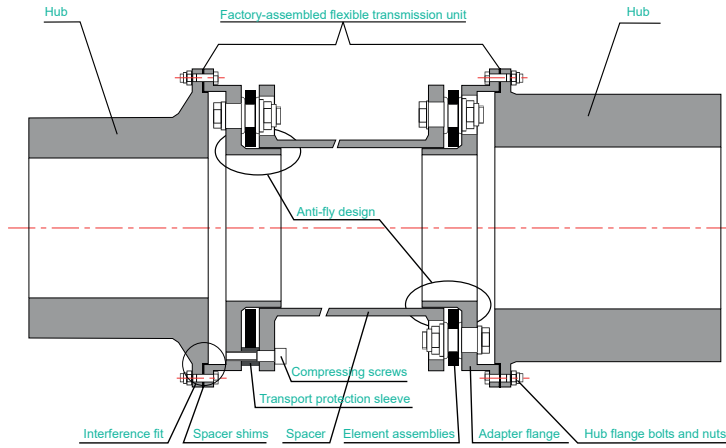 Hub
Factory-assembled flexible transmission unit
Hub
Anti-fly design
Compressing screws
Transport protection sleeve
Interference fit
Spacer shims
Spacer
Element assemblies
Adapter flange
Hub flange bolts and nuts